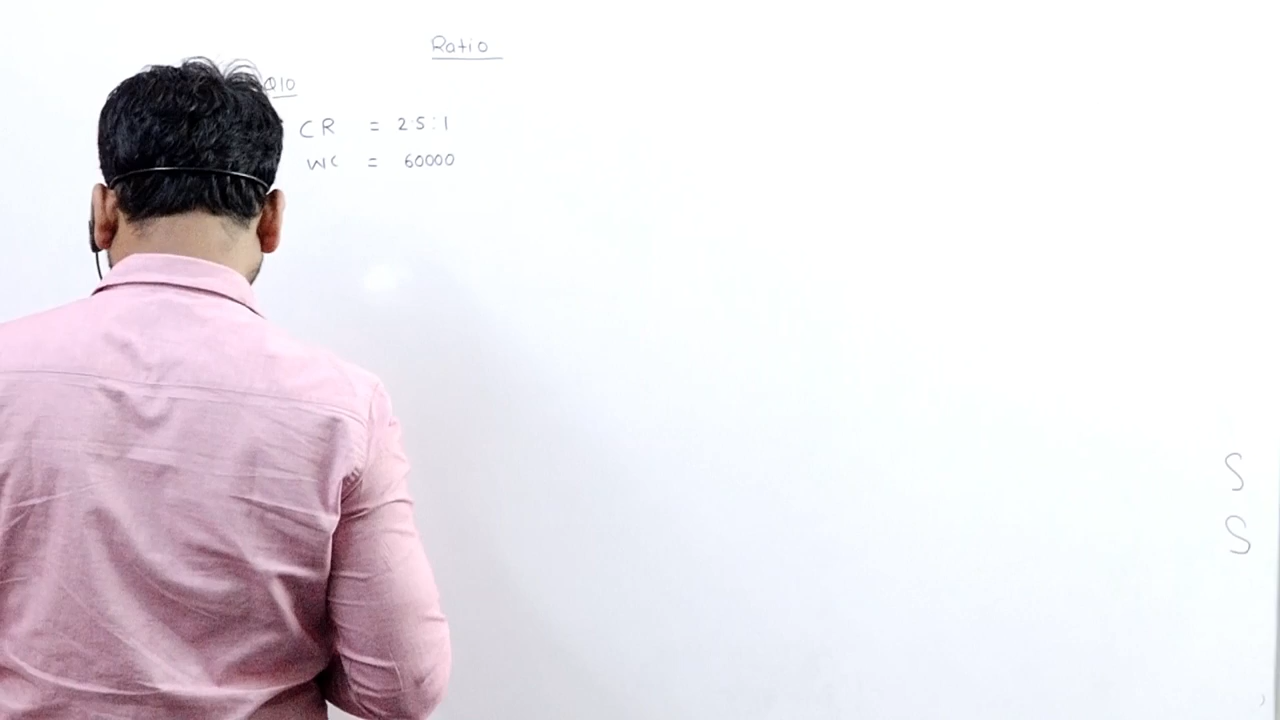 Ratio
Q10
CR = 2.5:1
WC = 60000
S
S